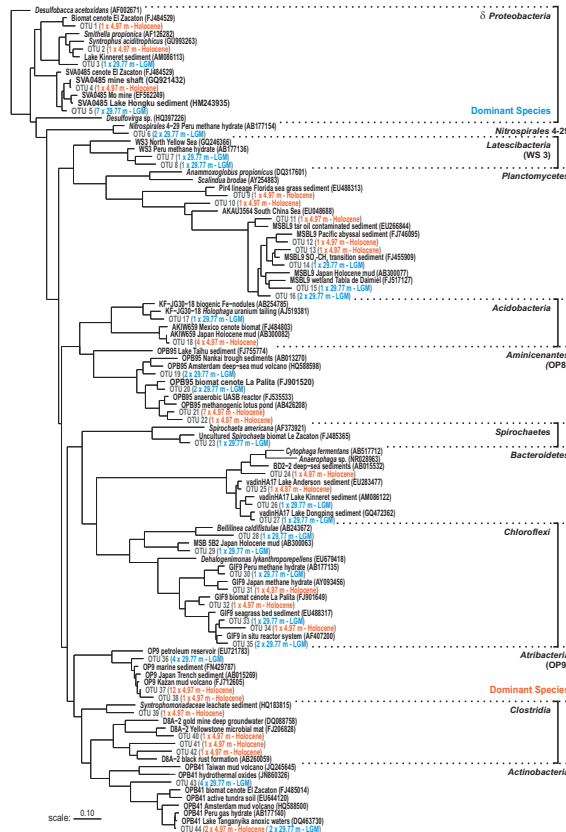 Desulfobacca acetoxidans (AF002671)
δ Proteobacteria
Biomat cenote El Zacaton (FJ484529)
OTU 1 (1 x 4.97 m - Holocene)
Smithella propionica (AF126282)
Syntrophus aciditrophicus (GU993263)
OTU 2 (1 x 4.97 m - Holocene)
Lake Kinneret sediment (AM086113)
OTU 3 (1 x 29.77 m - LGM)
SVA0485 cenote El Zacaton (FJ484529)
SVA0485 mine shaft (GQ921432)
OTU 4 (1 x 4.97 m - Holocene)
SVA0485 Mo mine (EF562249)
SVA0485 Lake Hongku sediment (HM243935)
OTU 5 (7 x 29.77 m - LGM)
Dominant Species
Desulfovirga sp. (HQ397226)
Nitrospirales 4-29 Peru methane hydrate (AB177154)
OTU 6 (2 x 29.77 m - LGM)
Nitrospirales 4-29
WS3 North Yellow Sea (GQ246366)
WS3 Peru methane hydrate (AB177136)
Latescibacteria
OTU 7 (1 x 29.77 m - LGM)
(WS 3)
OTU 8 (1 x 29.77 m - LGM)
Anammoxoglobus propionicus (DQ317601)
Planctomycetes
Scalindua brodae (AY254883)
Pir4 lineage Florida sea grass sediment (EU488313)
OTU 9 (1 x 4.97 m - Holocene)
OTU 10 (1 x 4.97 m - Holocene)
AKAU3564 South China Sea (EU048688)
OTU 11 (1 x 4.97 m - Holocene)
MSBL9 tar oil contaminated sediment (EU266844)
MSBL9 Pacific abyssal sediment (FJ746095)
OTU 12 (1 x 4.97 m - Holocene)
OTU 13 (1 x 4.97 m - Holocene)
MSBL9 SO4-CH4 transition sediment (FJ455909)
OTU 14 (1 x 29.77 m - LGM)
MSBL9 Japan Holocene mud (AB300077)
MSBL9 wetland Tabla de Daimiel (FJ517127)
OTU 15 (1 x 29.77 m - LGM)
OTU 16 (2 x 29.77 m - LGM)
KF-JG30-18 biogenic Fe-nodules (AB254785)
Acidobacteria
KF-JG30-18 Holophaga uranium tailing (AJ519381)
OTU 17 (1 x 29.77 m - LGM)
AKIW659 Mexico cenote biomat (FJ484803)
AKIW659 Japan Holocene mud (AB300082)
OTU 18 (4 x 4.97 m - Holocene)
OPB95 Lake Taihu sediment (FJ755774)
Aminicenantes
OPB95 Nankai trough sediments (AB013270)
OPB95 Amsterdam deep-sea mud volcano (HQ588598)
(OP8
OTU 19 (2 x 29.77 m - LGM)
OPB95 biomat cenote La Palita (FJ901520)
OTU 20 (2 x 29.77 m - LGM)
OPB95 anaerobic UASB reactor (FJ535533)
OPB95 methanogenic lotus pond (AB426208)
OTU 21 (7 x 4.97 m - Holocene)
OTU 22 (1 x 4.97 m - Holocene)
Spirochaeta americana (AF373921)
Spirochaetes
Uncultured Spirochaeta biomat Le Zacaton (FJ485365)
OTU 23 (1 x 29.77 m - LGM)
Cytophaga fermentans (AB517712)
Bacteroidetes
Anaerophaga sp. (NR028963)
BD2-2 deep-sea sediments (AB015532)
OTU 24 (1 x 4.97 m - Holocene)
vadinHA17 Lake Anderson sediment (EU283477)
OTU 25 (1 x 4.97 m - Holocene)
vadinHA17 Lake Kinneret sediment (AM086122)
OTU 26 (1 x 29.77 m - LGM)
vadinHA17 Lake Dongping sediment (GQ472362)
OTU 27 (1 x 29.77 m - LGM)
Bellilinea caldifistulae (AB243672)
OTU 28 (1 x 29.77 m - LGM)
Chloroflexi
MSB 5B2 Japan Holocene mud (AB300063)
OTU 29 (1 x 29.77 m - LGM)
Dehalogenimonas lykanthroporepellens (EU679418)
GIF9 Peru methane hydrate (AB177135)
OTU 30 (1 x 29.77 m - LGM)
GIF9 Japan methane hydrate (AY093456)
OTU 31 (1 x 4.97 m - Holocene)
GIF9 biomat cenote La Palita (FJ901649)
OTU 32 (1 x 4.97 m - Holocene)
GIF9 seagrass bed sediment (EU488317)
OTU 33 (1 x 29.77 m - LGM)
OTU 34 (1 x 4.97 m - Holocene)
GIF9 in situ reactor system (AF407200)
OTU 35 (2 x 29.77 m - LGM)
OP9 petroleum reservoir (EU721783)
Atribacteria
OTU 36 (4 x 29.77 m - LGM)
(OP9
OP9 marine sediment (FN429787)
OP9 Japan Trench sediment (AB015269)
OP9 Kazan mud volcano (FJ712605)
OTU 37 (12 x 4.97 m - Holocene)
Dominant Species
OTU 38 (1 x 4.97 m - Holocene)
Syntrophomonadaceae leachate sediment (HQ183815)
Clostridia
OTU 39 (1 x 4.97 m - Holocene)
D8A-2 gold mine deep groundwater (DQ088758)
D8A-2 Yellowstone microbial mat (FJ206828)
OTU 40 (1 x 4.97 m - Holocene)
OTU 41 (1 x 4.97 m - Holocene)
OTU 42 (1 x 4.97 m - Holocene)
D8A-2 black rust formation (AB260059)
OPB41 Taiwan mud volcano (JQ245645)
Actinobacteria
OPB41 hydrothermal oxides (JN860326)
OTU 43 (4 x 29.77 m - LGM)
OPB41 biomat cenote El Zacaton (FJ485014)
OPB41 active tundra soil (EU644120)
OPB41 Amsterdam mud volcano (HQ588500)
OPB41 Peru gas hydrate (AB177140)
OPB41 Lake Tanganyika anoxic waters (DQ463730)
OTU 44 (2 x 4.97 m - Holocene / 2 x 29.77 m - LGM)
scale: 0.10